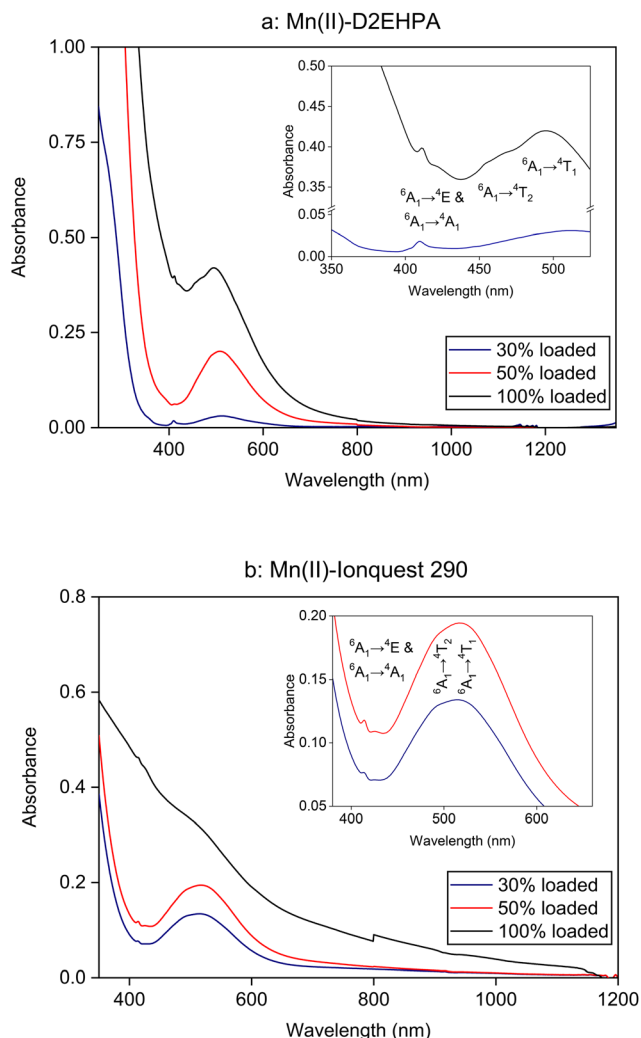 a: Mn(II)-D2EHPA
1.00
0.75
0.50
0.25
0.00
Absorbance
400 600 800 1000 1200
Wavelength (nm)
0.50
0.40
0.30
0.05
0.00
Absorbance
⁶A₁→⁴T₁
⁶A₁→⁴E & ⁶A₁→⁴T₂
⁶A₁→⁴A₁
350 400 450 500
Wavelength (nm)
30% loaded
50% loaded
100% loaded
b: Mn(II)-Ionquest 290
0.8
0.6
0.4
0.2
0.0
Absorbance
400 600 800 1000 1200
Wavelength (nm)
0.20
0.15
0.10
0.05
Absorbance
⁶A₁→⁴E &
⁶A₁→⁴A₁
⁶A₁→⁴T₂
⁶A₁→⁴T₁
400 500 600
Wavelength (nm)
30% loaded
50% loaded
100% loaded